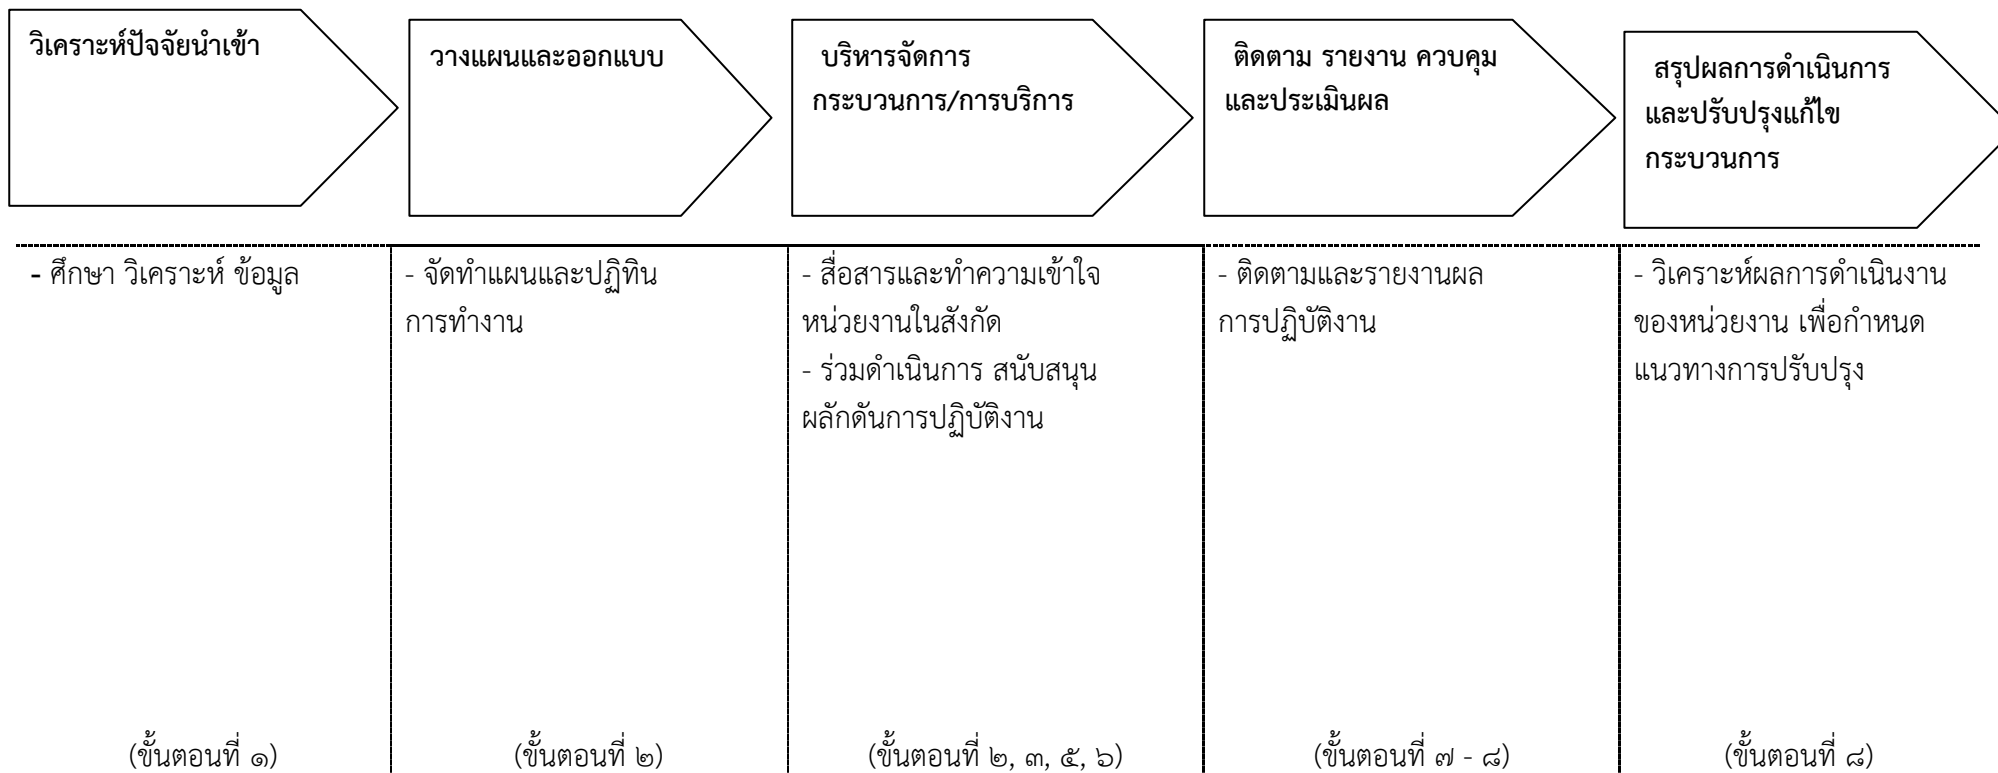 วิเคราะห์ปัจจัยนำเข้า
วางแผนและออกแบบ
บริหารจัดการ
กระบวนการ/การบริการ
ติดตาม รายงาน ควบคุม
และประเมินผล
สรุปผลการดำเนินการ
และปรับปรุงแก้ไข
กระบวนการ
- ศึกษา วิเคราะห์ ข้อมูล
- จัดทำแผนและปฏิทิน
การทำงาน
- สื่อสารและทำความเข้าใจ
หน่วยงานในสังกัด
- ร่วมดำเนินการ สนับสนุน
ผลักดันการปฏิบัติงาน
- ติดตามและรายงานผล
การปฏิบัติงาน
- วิเคราะห์ผลการดำเนินงาน
ของหน่วยงาน เพื่อกำหนด
แนวทางการปรับปรุง
(ขั้นตอนที่ ๑)
(ขั้นตอนที่ ๒)
(ขั้นตอนที่ ๒, ๓, ๕, ๖)
(ขั้นตอนที่ ๗ - ๘)
(ขั้นตอนที่ ๘)